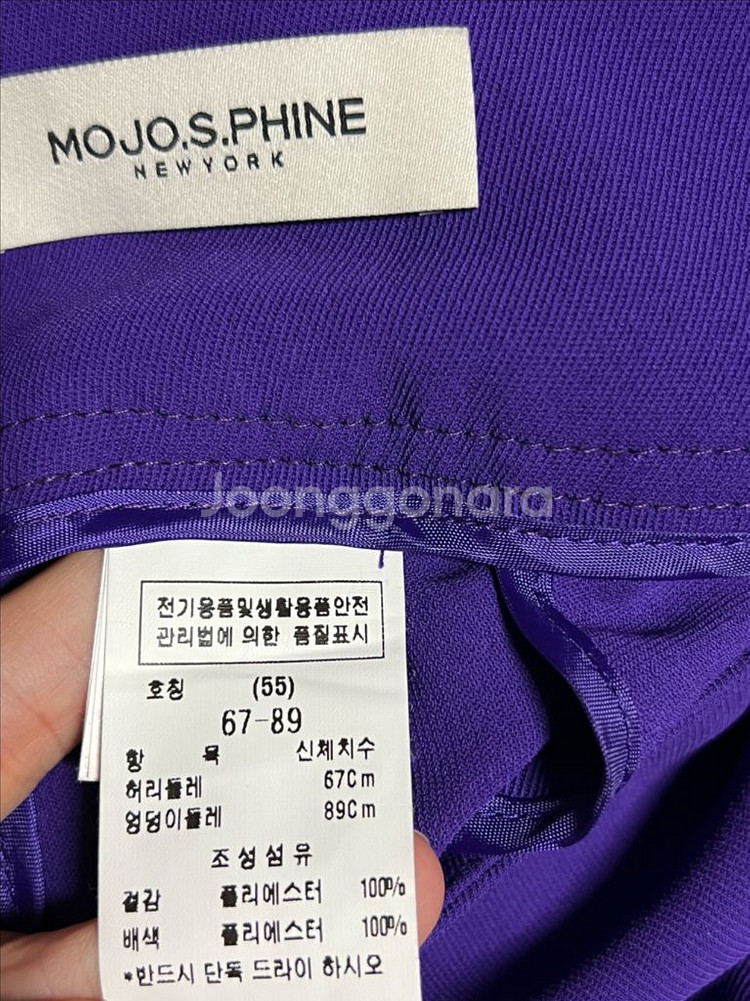 MOJO.S.PHINE
NEWYORK
Joonggonara
전기용품및생활용품안전
관리법에 의한 품질표시
호칭 (55)
67-89
항 목 신체치수
허리둘레 67Cm
엉덩이둘레 89Cm
조성섬유
겉감 폴리에스터 100%
배색 폴리에스터 100%
*반드시 단독 드라이 하시오